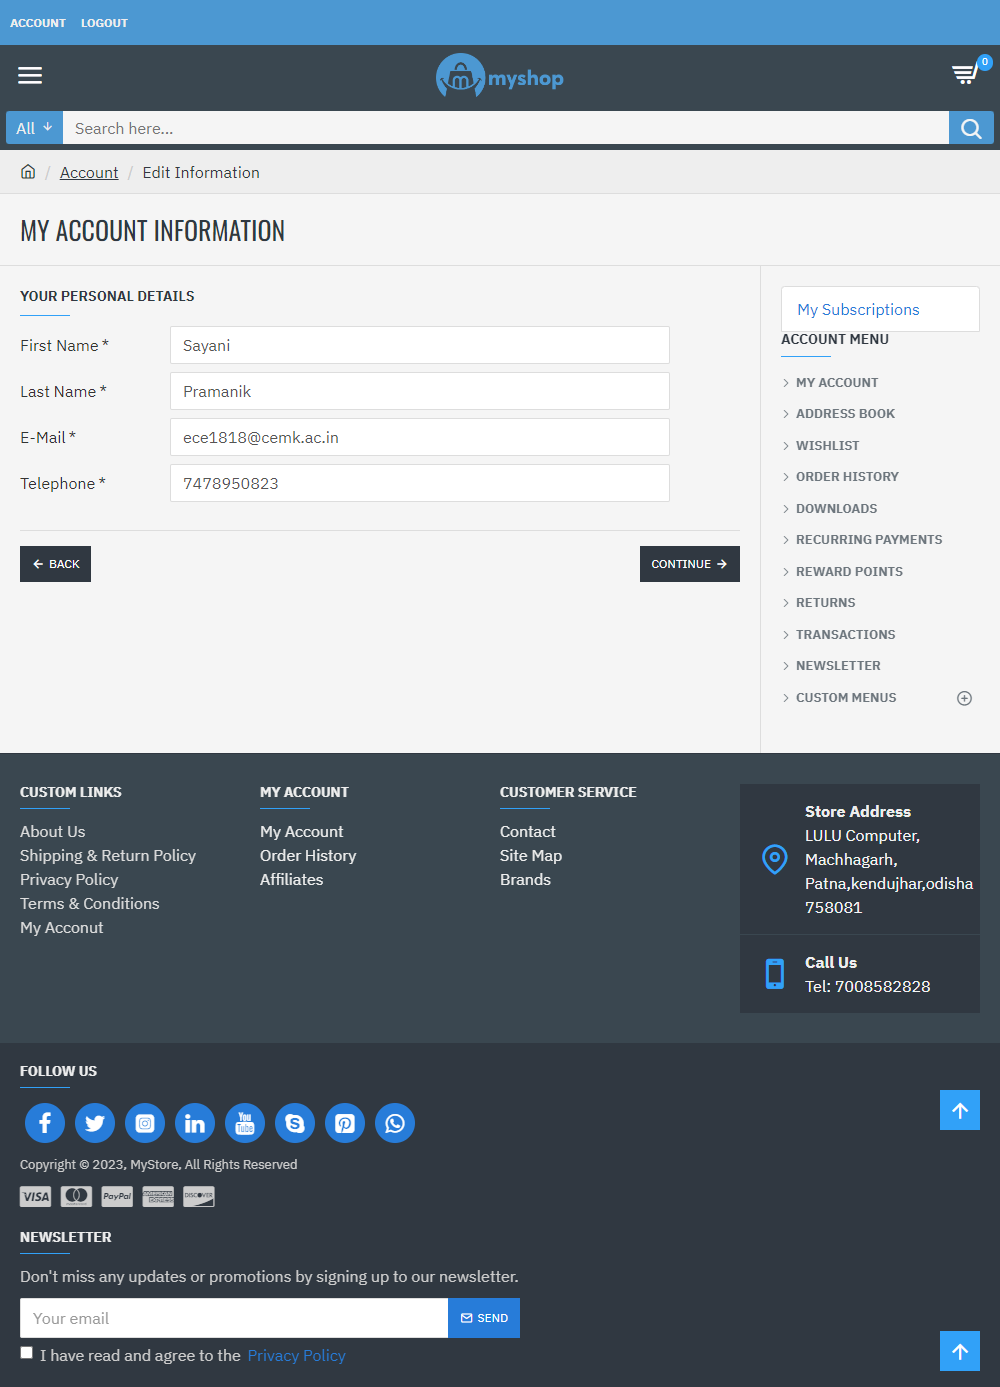 ACCOUNT LOGOUT
myshop
0
All Search here...
/ Account / Edit Information
MY ACCOUNT INFORMATION
YOUR PERSONAL DETAILS
First Name * Sayani
Last Name * Pramanik
E-Mail * ece1818@cemk.ac.in
Telephone * 7478950823
BACK CONTINUE
My Subscriptions
ACCOUNT MENU
MY ACCOUNT
ADDRESS BOOK
WISHLIST
ORDER HISTORY
DOWNLOADS
RECURRING PAYMENTS
REWARD POINTS
RETURNS
TRANSACTIONS
NEWSLETTER
CUSTOM MENUS
CUSTOM LINKS
About Us
Shipping & Return Policy
Privacy Policy
Terms & Conditions
My Acconut
MY ACCOUNT
My Account
Order History
Affiliates
CUSTOMER SERVICE
Contact
Site Map
Brands
Store Address
LULU Computer,
Machhagarh,
Patna,kendujhar,odisha
758081
Call Us
Tel: 7008582828
FOLLOW US
You
Tube
Copyright © 2023, MyStore, All Rights Reserved
VISA MasterCard PayPal AMERICAN EXPRESS DISCOVER
NEWSLETTER
Don't miss any updates or promotions by signing up to our newsletter.
Your email SEND
I have read and agree to the Privacy Policy